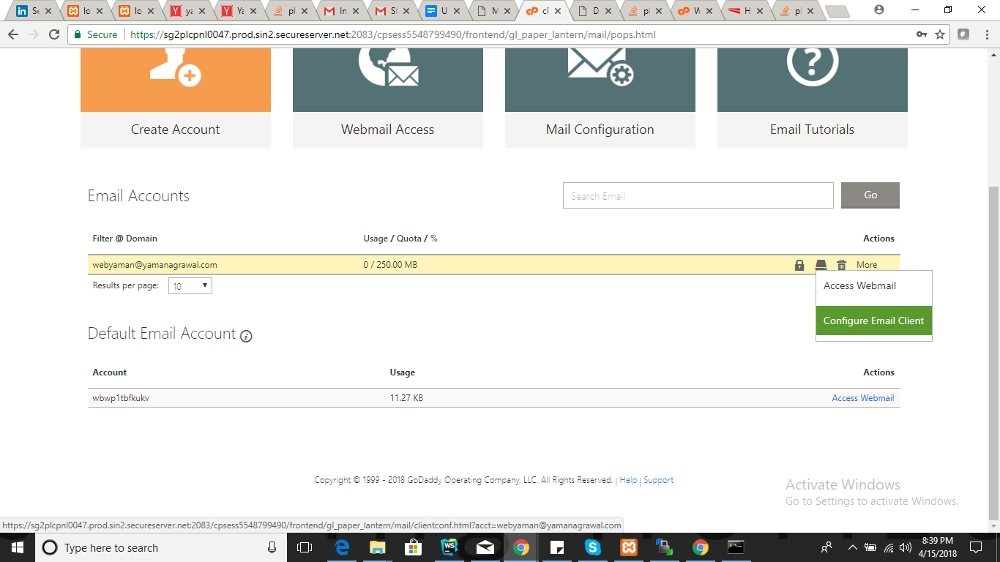 Se
lo
lo
ya
Ya
pl
In
Sl
U
M
cl
D
pl
W
H
pl
Secure
https://sg2plcpnl0047.prod.sin2.secureserver.net:2083/cpsess5548799490/frontend/gl_paper_lantern/mail/pops.html
Create Account
Webmail Access
Mail Configuration
Email Tutorials
Email Accounts
Search Email
Go
Filter @ Domain
Usage / Quota / %
Actions
webyaman@yamanagrawal.com
0 / 250.00 MB
More
Results per page:
10
Access Webmail
Configure Email Client
Default Email Account
Account
Usage
Actions
wbwp1tbfkukv
11.27 KB
Access Webmail
Copyright © 1999 - 2018 GoDaddy Operating Company, LLC. All Rights Reserved. | Help | Support
Activate Windows
Go to Settings to activate Windows.
https://sg2plcpnl0047.prod.sin2.secureserver.net:2083/cpsess5548799490/frontend/gl_paper_lantern/mail/clientconf.html?acct=webyaman@yamanagrawal.com
Type here to search
8:39 PM
4/15/2018